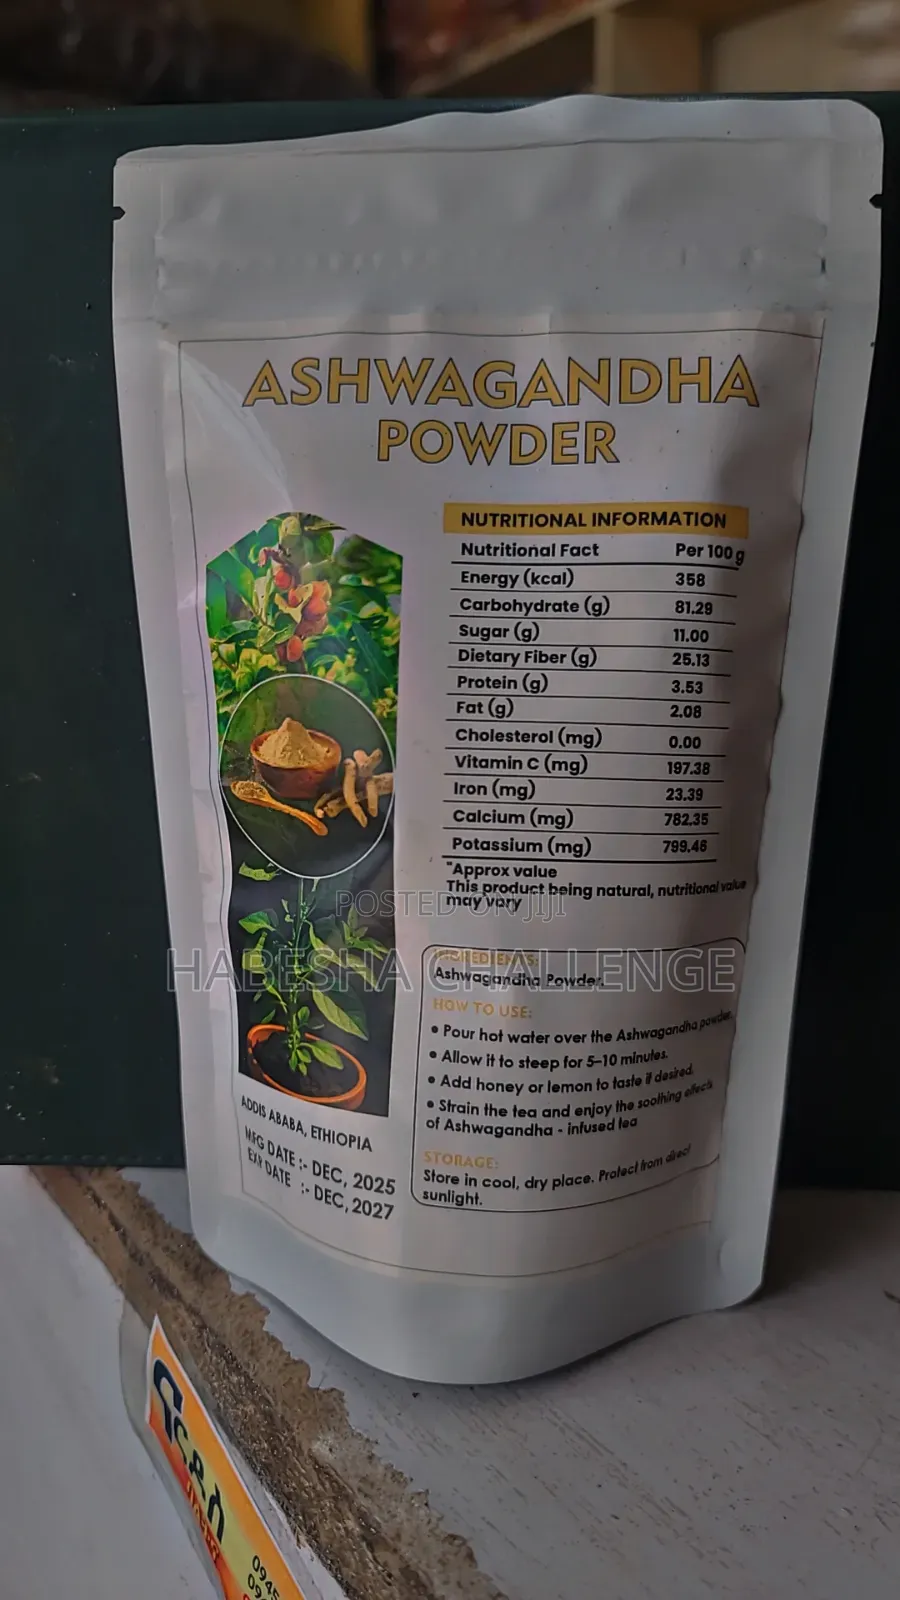 ASHWAGANDHA
POWDER
NUTRITIONAL INFORMATION
Nutritional Fact Per 100 g
Energy (kcal) 358
Carbohydrate (g) 81.29
Sugar (g) 11.00
Dietary Fiber (g) 25.13
Protein (g) 3.53
Fat (g) 2.08
Cholesterol (mg) 0.00
Vitamin C (mg) 197.38
Iron (mg) 23.39
Calcium (mg) 782.35
Potassium (mg) 799.46
*Approx value
This product being natural, nutritional value
may vary
POSTED ON JIJI
HABESHA CHALLENGE
INGREDIENTS:
Ashwagandha Powder.
HOW TO USE:
• Pour hot water over the Ashwagandha powder.
• Allow it to steep for 5-10 minutes.
• Add honey or lemon to taste if desired.
• Strain the tea and enjoy the soothing effects
of Ashwagandha - infused tea
STORAGE:
Store in cool, dry place. Protect from direct
sunlight.
ADDIS ABABA, ETHIOPIA
MFG DATE :- DEC, 2025
EXP DATE :- DEC, 2027
0945